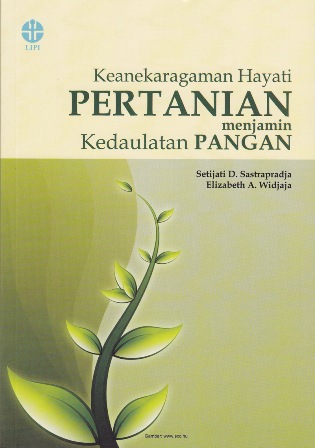 LIPI
Keanekaragaman Hayati
PERTANIAN
menjamin
Kedaulatan PANGAN
Setijati D. Sastrapradja
Elizabeth A. Widjaja